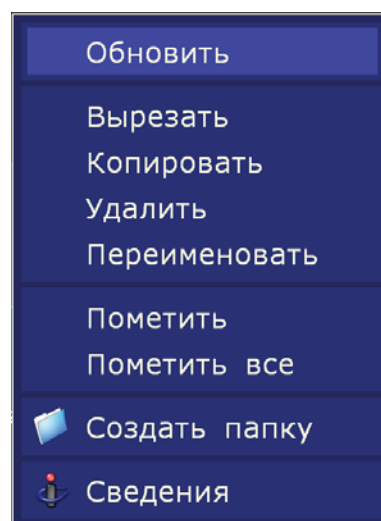 Обновить
Вырезать
Копировать
Удалить
Переименовать
Пометить
Пометить все
Создать папку
Сведения